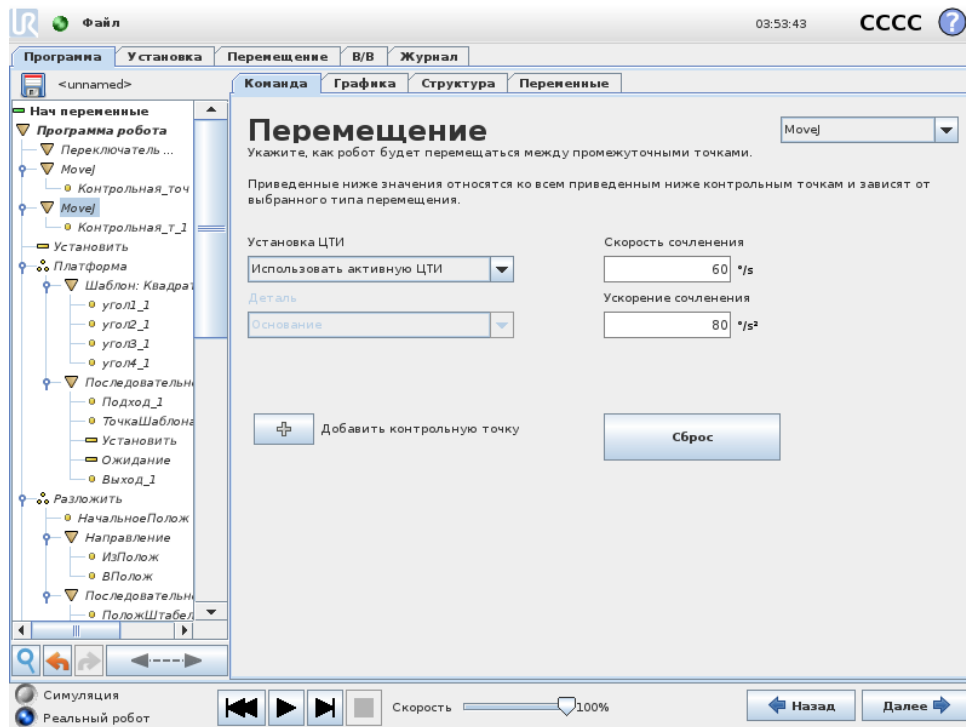 UR Файл 03:53:43 CCCC ?
Программа Установка Перемещение В/В Журнал
<unnamed>
Команда Графика Структура Переменные
Нач переменные
Программа робота
Переключатель ...
MoveJ
Контрольная_точ
MoveJ
Контрольная_т_1
Установить
Платформа
Шаблон: Квадрат
угол1_1
угол2_1
угол3_1
угол4_1
Последовательн
Подход_1
ТочкаШаблона
Установить
Ожидание
Выход_1
Разложить
НачальноеПолож
Направление
ИзПолож
ВПолож
Последовательн
ПоложШтабел
Перемещение
MoveJ
Укажите, как робот будет перемещаться между промежуточными точками.
Приведенные ниже значения относятся ко всем приведенным ниже контрольным точкам и зависят от
выбранного типа перемещения.
Установка ЦТИ
Использовать активную ЦТИ
Деталь
Основание
Скорость сочленения
60 °/s
Ускорение сочленения
80 °/s²
Добавить контрольную точку
Сброс
Симуляция
Реальный робот
Скорость 100%
Назад Далее